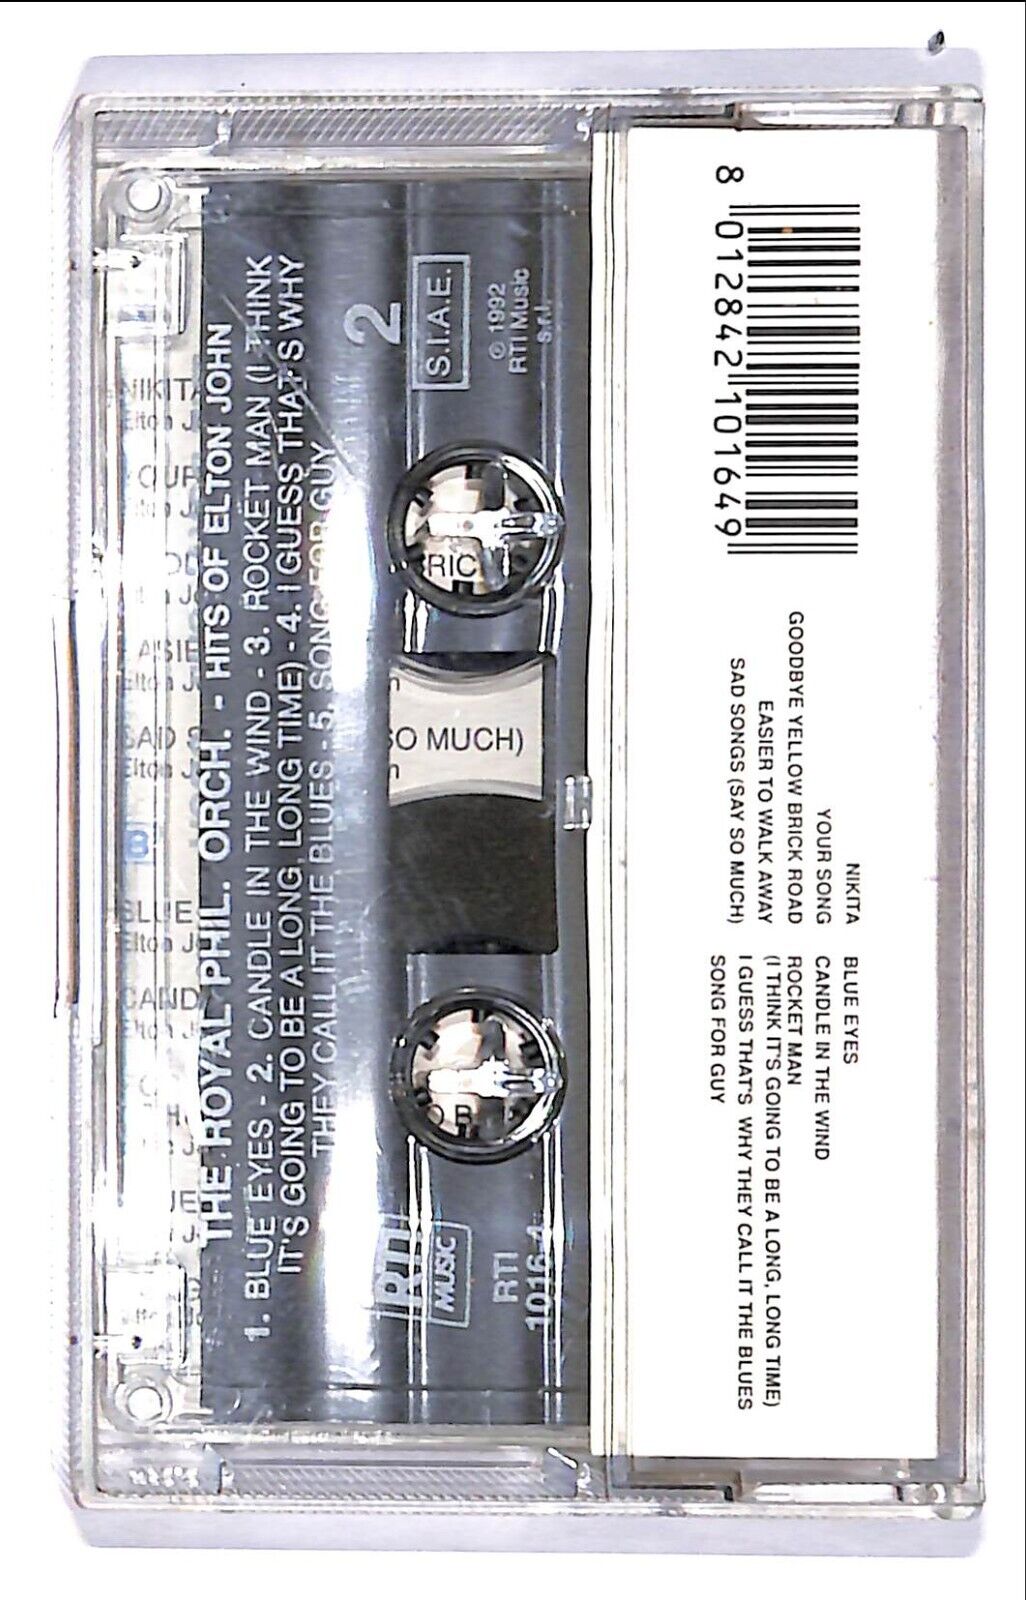 THE ROYAL PHIL. ORCH. - HITS OF ELTON JOHN
1. BLUE EYES - 2. CANDLE IN THE WIND - 3. ROCKET MAN (I THINK
IT'S GOING TO BE A LONG, LONG TIME) - 4. I GUESS THAT'S WHY
THEY CALL IT THE BLUES - 5. SONG FOR GUY
2
S.I.A.E.
© 1992
RTI Music
s.r.l.
RTI
MUSIC
RTI
1016-4
SO MUCH)
NIKITA
B
8 012842 101649
NIKITA
YOUR SONG
GOODBYE YELLOW BRICK ROAD
EASIER TO WALK AWAY
SAD SONGS (SAY SO MUCH)
BLUE EYES
CANDLE IN THE WIND
ROCKET MAN
(I THINK IT'S GOING TO BE A LONG, LONG TIME)
I GUESS THAT'S WHY THEY CALL IT THE BLUES
SONG FOR GUY